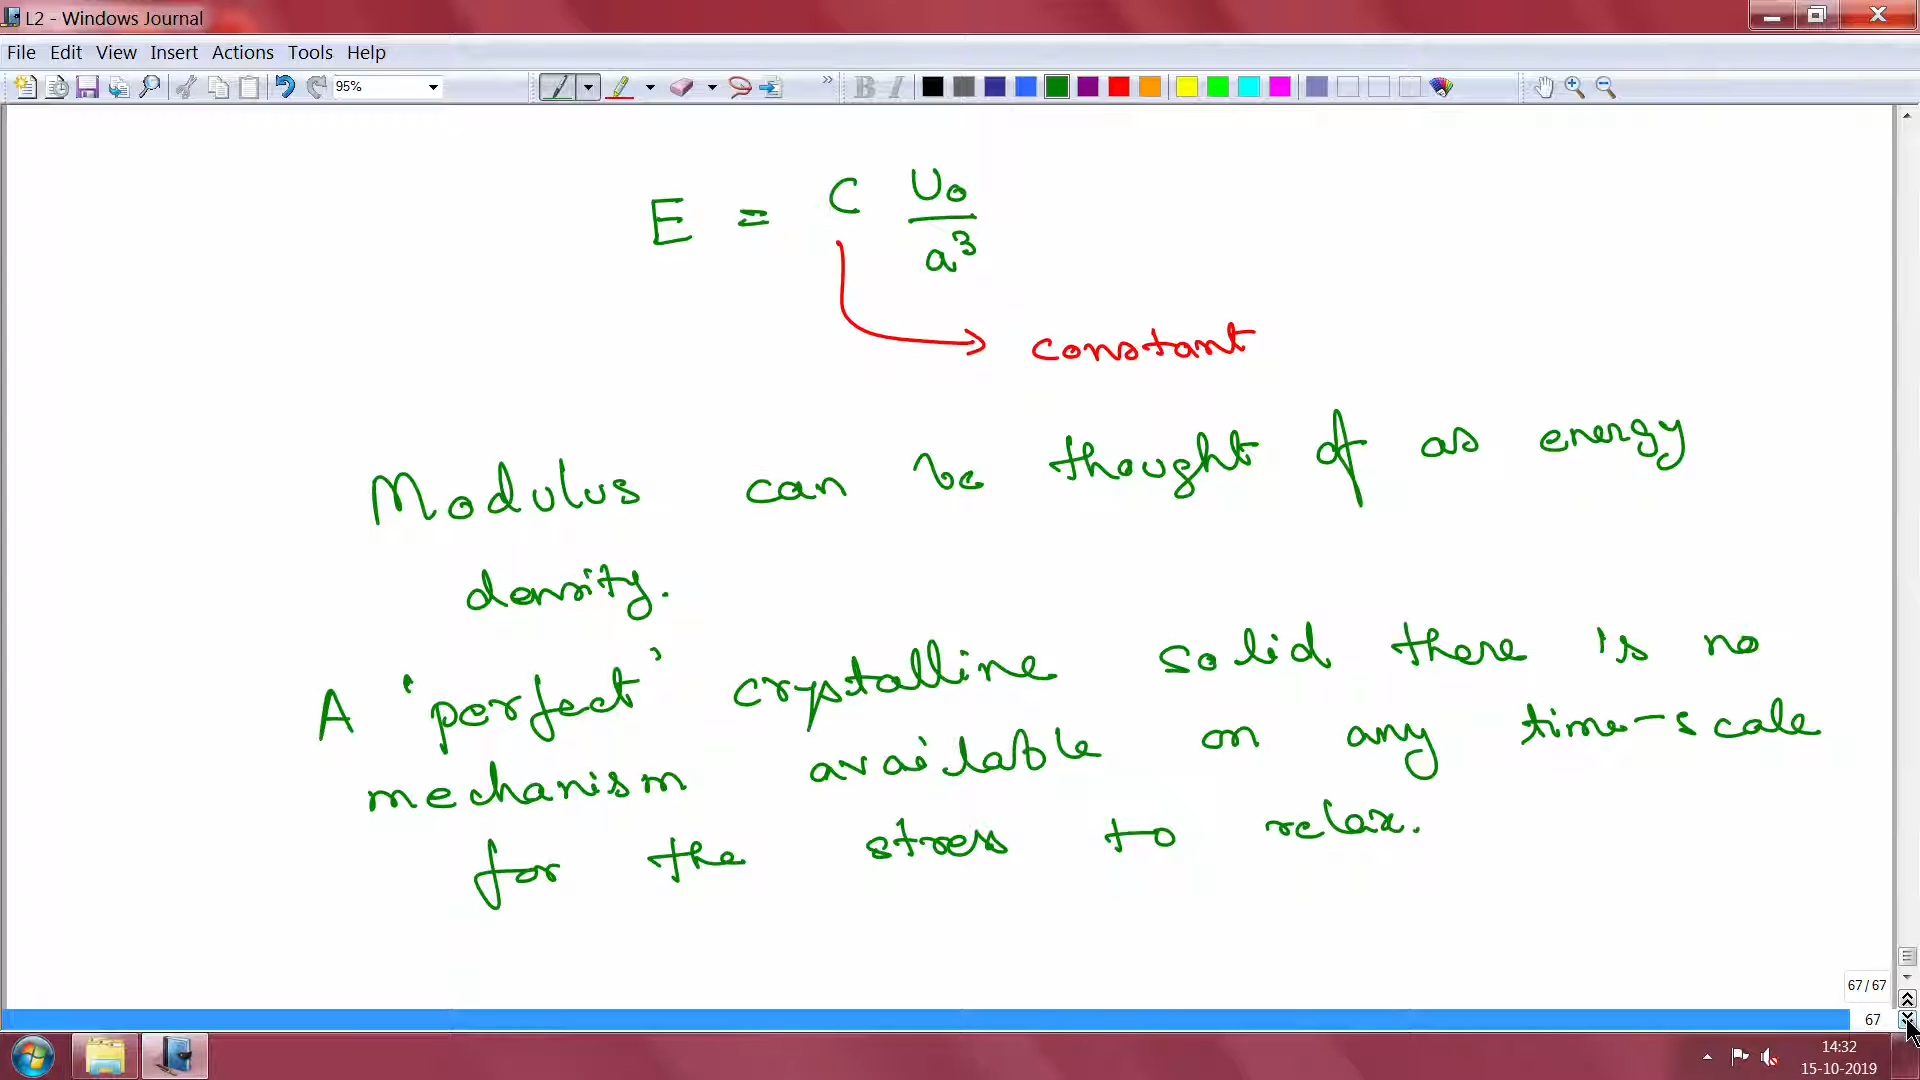 L2 - Windows Journal
File Edit View Insert Actions Tools Help
95%
E = C U₀/a³
constant
Modulus can be thought of as energy
density.
A 'perfect' crystalline solid there is no
mechanism available on any time-scale
for the stress to relax.
67/67
67
14:32
15-10-2019